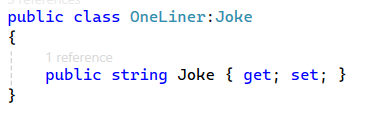 public class OneLiner:Joke
{
1 reference
public string Joke { get; set; }
}